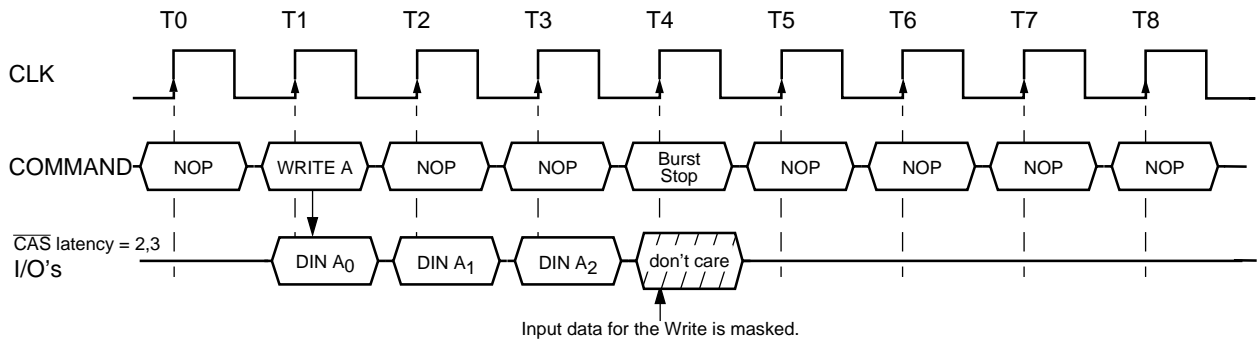 T0 T1 T2 T3 T4 T5 T6 T7 T8
CLK
COMMAND NOP WRITE A NOP NOP Burst Stop NOP NOP NOP NOP
CAS latency = 2,3
I/O's DIN A0 DIN A1 DIN A2 don't care
Input data for the Write is masked.